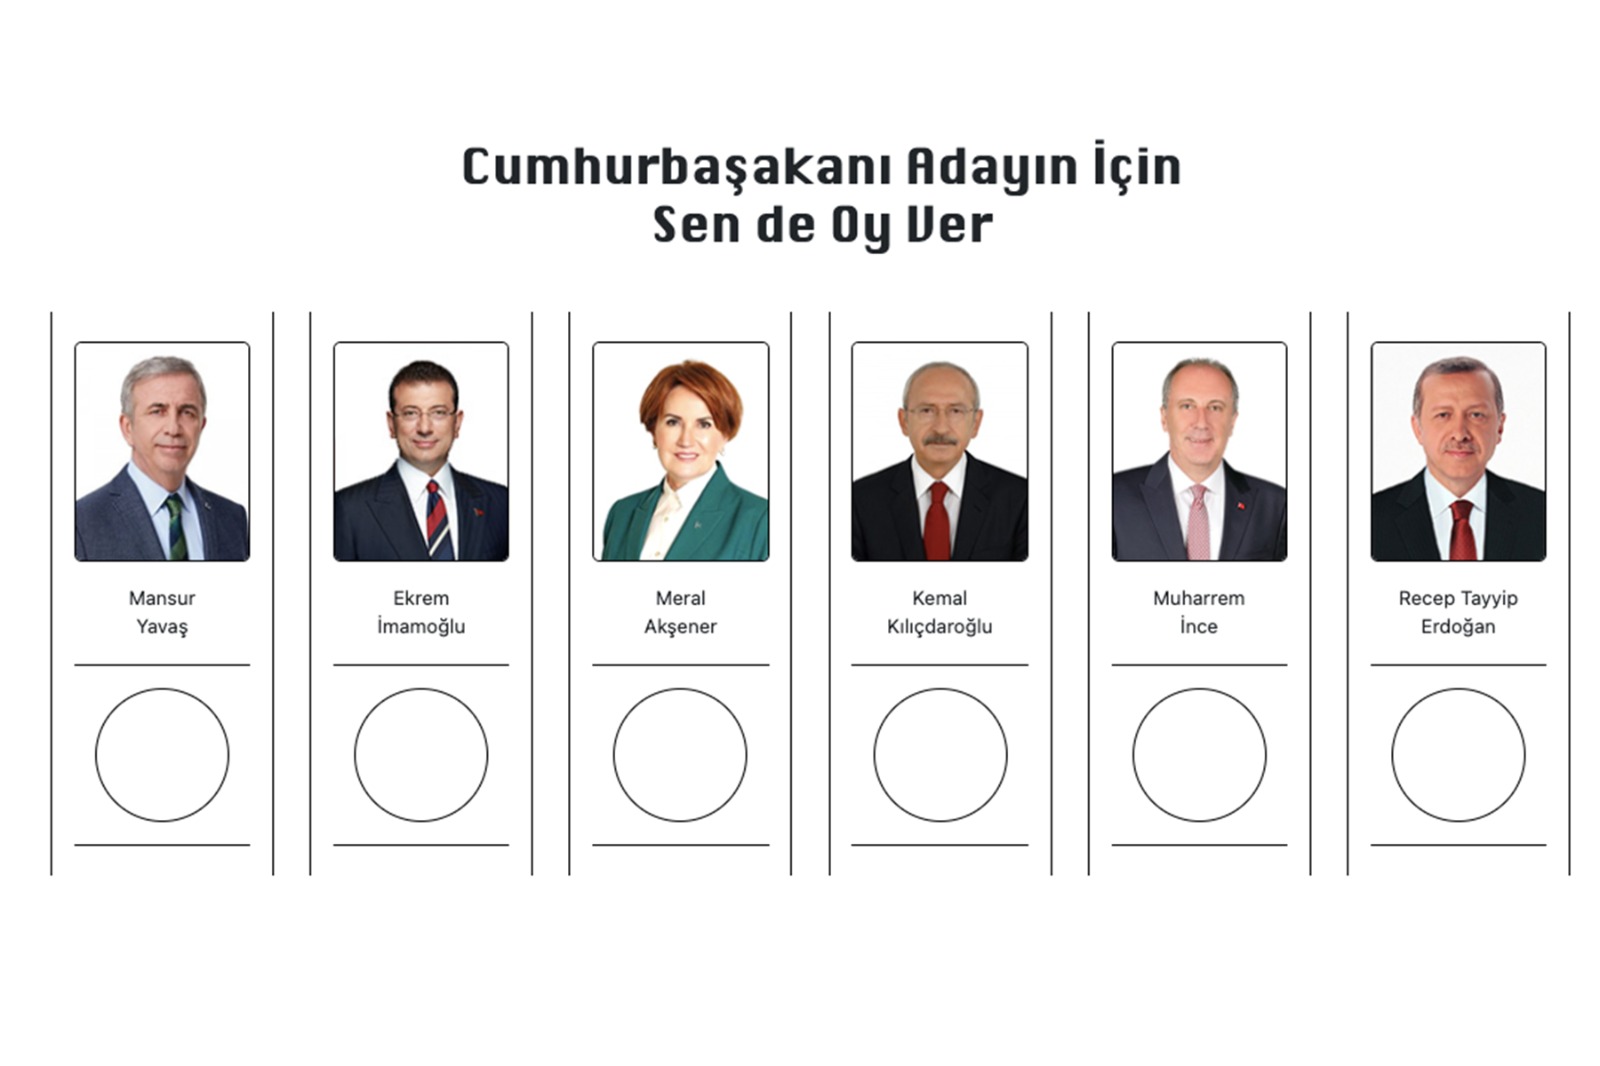 Cumhurbaşakanı Adayın İçin
Sen de Oy Ver
Mansur
Yavaş
Ekrem
İmamoğlu
Meral
Akşener
Kemal
Kılıçdaroğlu
Muharrem
İnce
Recep Tayyip
Erdoğan